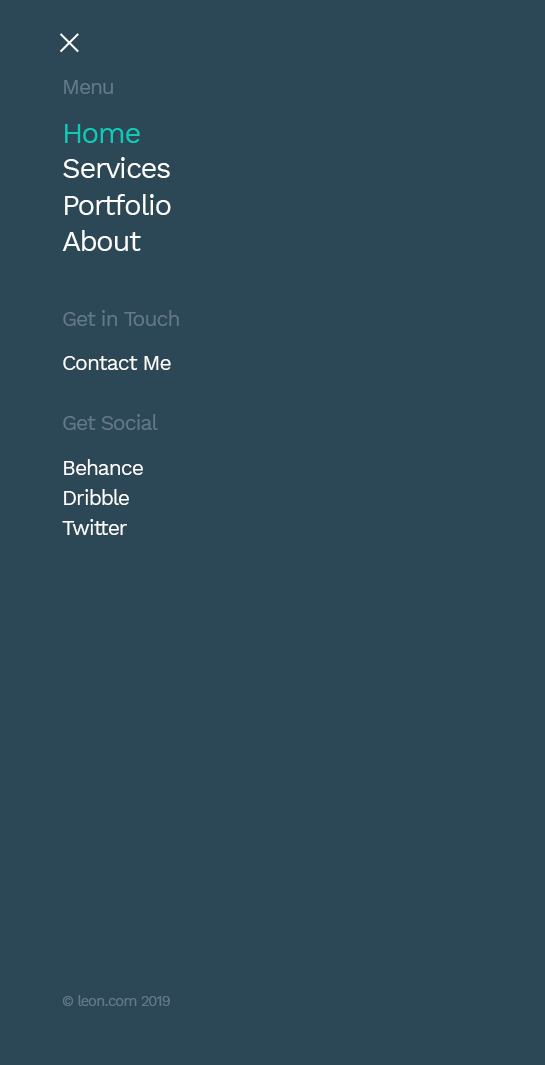 Menu
Home
Services
Portfolio
About
Get in Touch
Contact Me
Get Social
Behance
Dribble
Twitter
© leon.com 2019